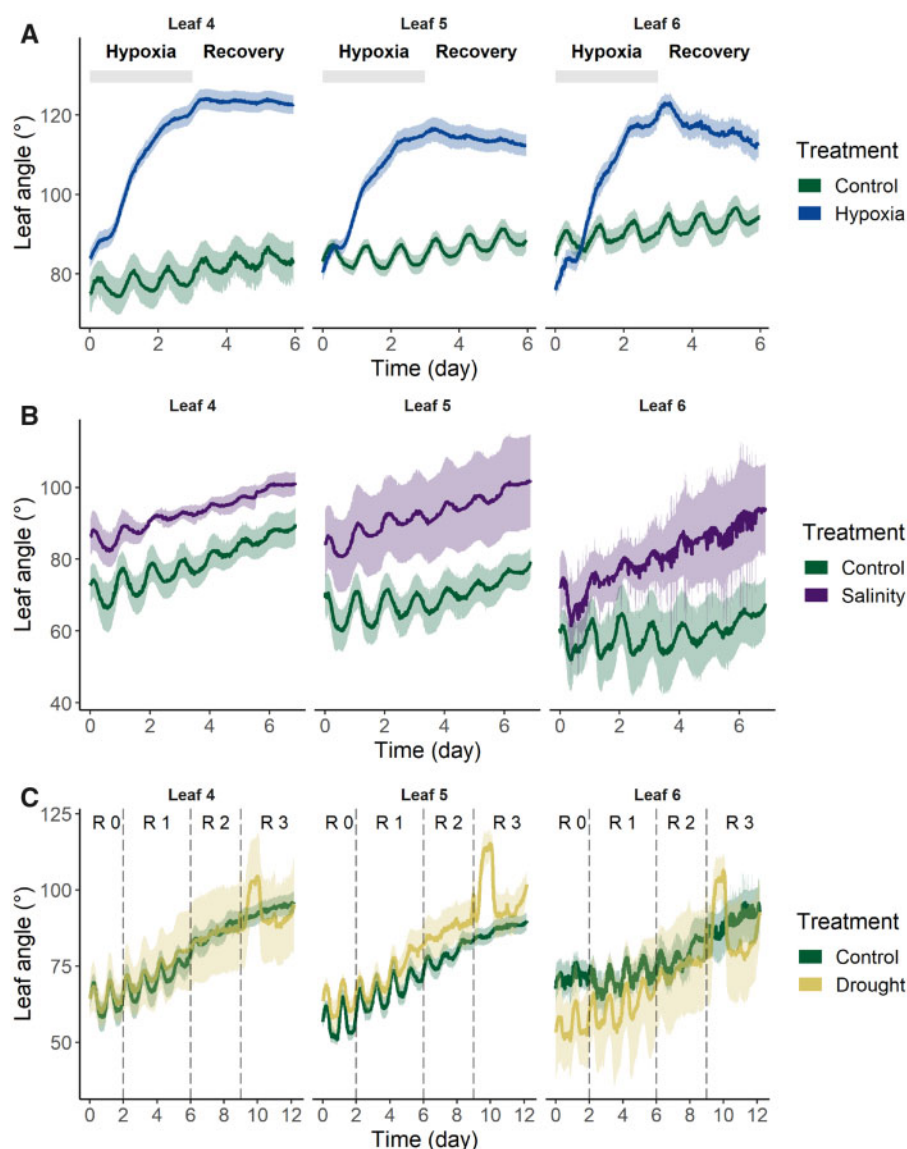 A
Leaf 4 Leaf 5 Leaf 6
Hypoxia Recovery Hypoxia Recovery Hypoxia Recovery
Leaf angle (°)
120
100
80
Treatment
Control
Hypoxia
0 2 4 6 0 2 4 6 0 2 4 6
Time (day)
B
Leaf 4 Leaf 5 Leaf 6
Leaf angle (°)
100
80
60
40
Treatment
Control
Salinity
0 2 4 6 0 2 4 6 0 2 4 6
Time (day)
C
Leaf 4 Leaf 5 Leaf 6
R 0 R 1 R 2 R 3 R 0 R 1 R 2 R 3 R 0 R 1 R 2 R 3
Leaf angle (°)
125
100
75
50
Treatment
Control
Drought
0 2 4 6 8 10 12 0 2 4 6 8 10 12 0 2 4 6 8 10 12
Time (day)